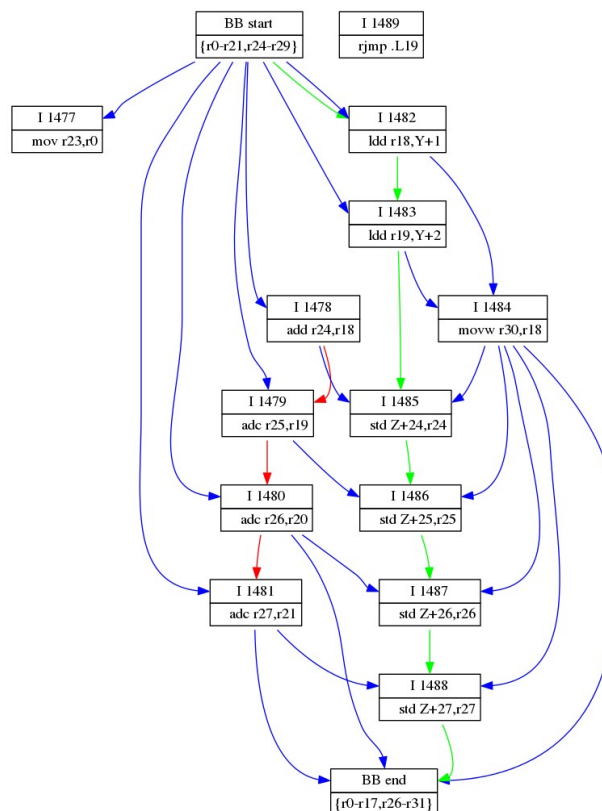 BB start
{r0-r21,r24-r29}
I 1489
rjmp .L19
I 1477
mov r23,r0
I 1482
ldd r18,Y+1
I 1483
ldd r19,Y+2
I 1478
add r24,r18
I 1484
movw r30,r18
I 1479
adc r25,r19
I 1485
std Z+24,r24
I 1480
adc r26,r20
I 1486
std Z+25,r25
I 1481
adc r27,r21
I 1487
std Z+26,r26
I 1488
std Z+27,r27
BB end
{r0-r17,r26-r31}